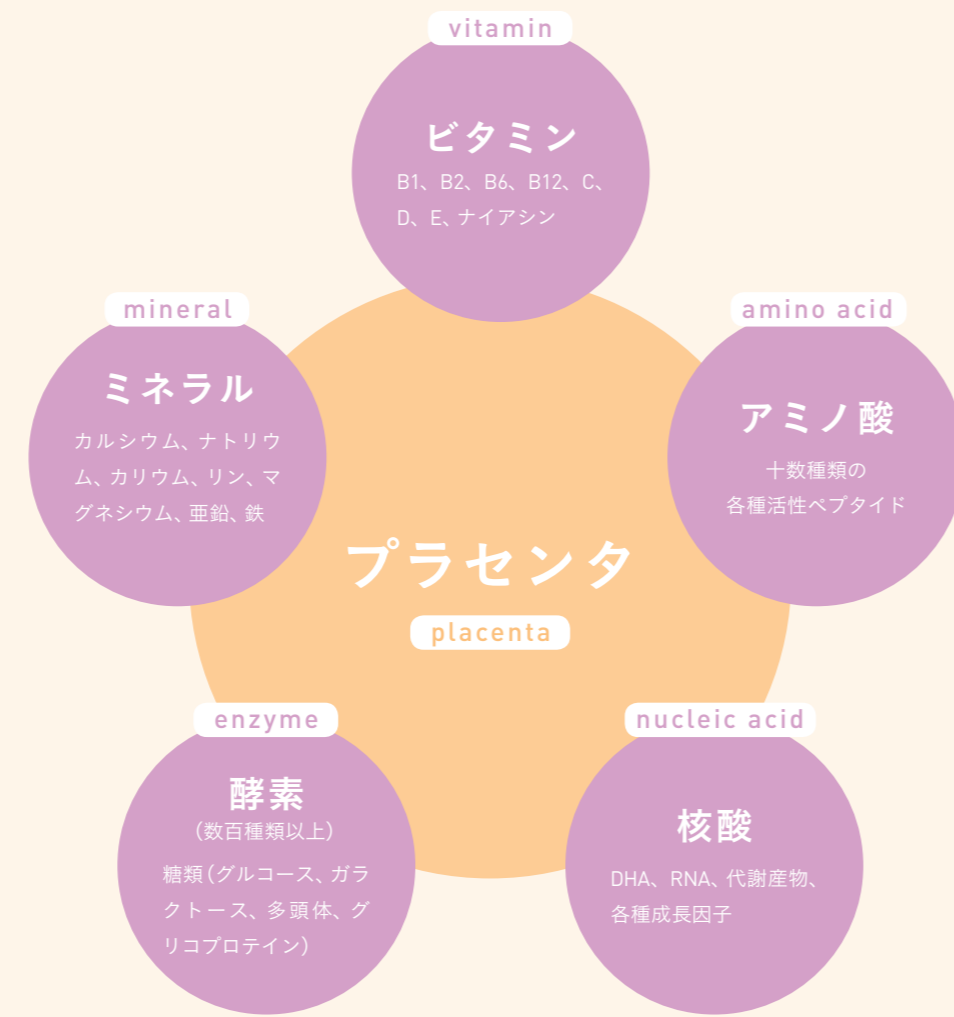 vitamin
ビタミン
B1、B2、B6、B12、C、
D、E、ナイアシン
mineral
ミネラル
カルシウム、ナトリウ
ム、カリウム、リン、マ
グネシウム、亜鉛、鉄
amino acid
アミノ酸
十数種類の
各種活性ペプタイド
プラセンタ
placenta
enzyme
酵素
(数百種類以上)
糖類(グルコース、ガラ
クトース、多頭体、グ
リコプロテイン)
nucleic acid
核酸
DHA、RNA、代謝産物、
各種成長因子